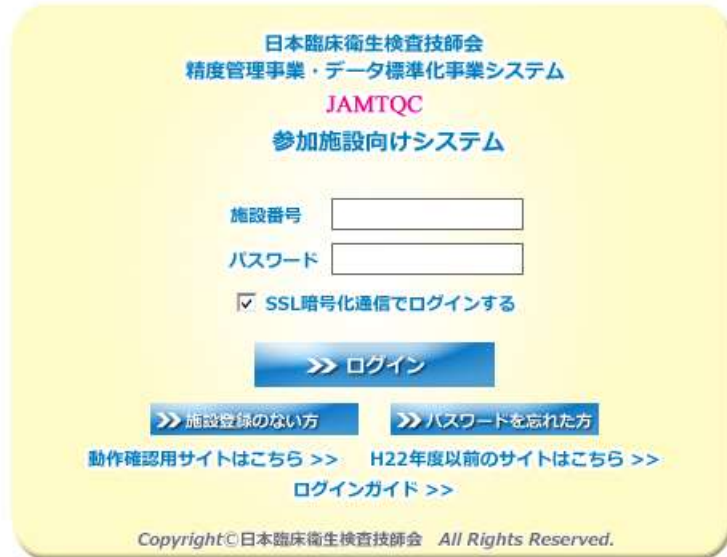 日本臨床衛生検査技師会
精度管理事業・データ標準化事業システム
JAMTQC
参加施設向けシステム
施設番号
パスワード
SSL暗号化通信でログインする
>> ログイン
>> 施設登録のない方 >> パスワードを忘れた方
動作確認用サイトはこちら >> H22年度以前のサイトはこちら >>
ログインガイド >>
Copyright©日本臨床衛生検査技師会 All Rights Reserved.